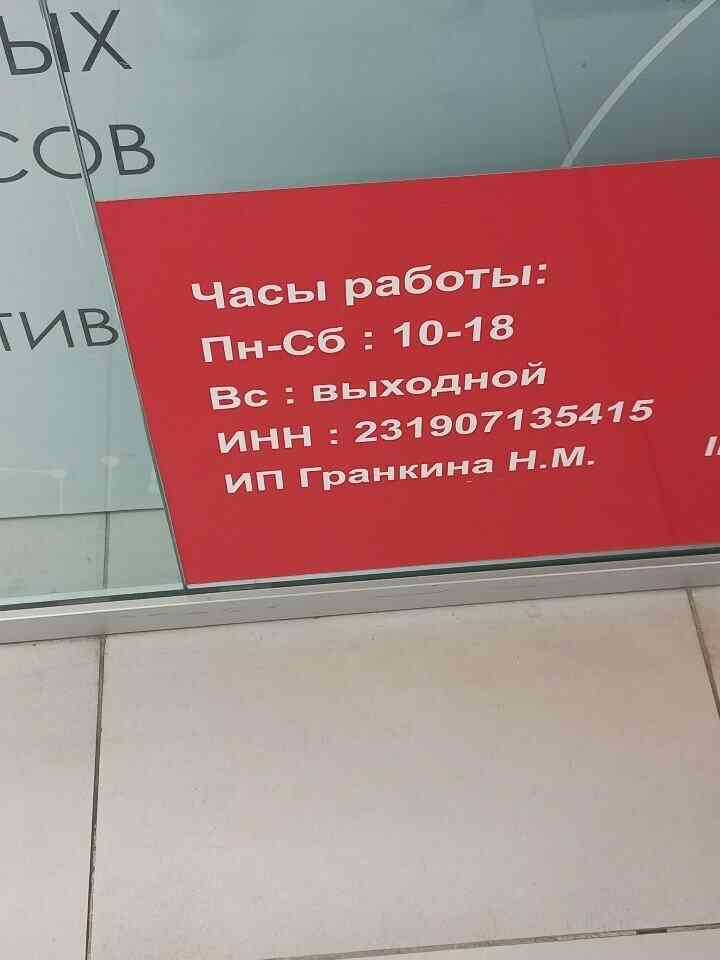 ЫХ
СОВ
ТИВ
Часы работы:
Пн-Сб : 10-18
Вс : выходной
ИНН : 231907135415
ИП Гранкина Н.М.